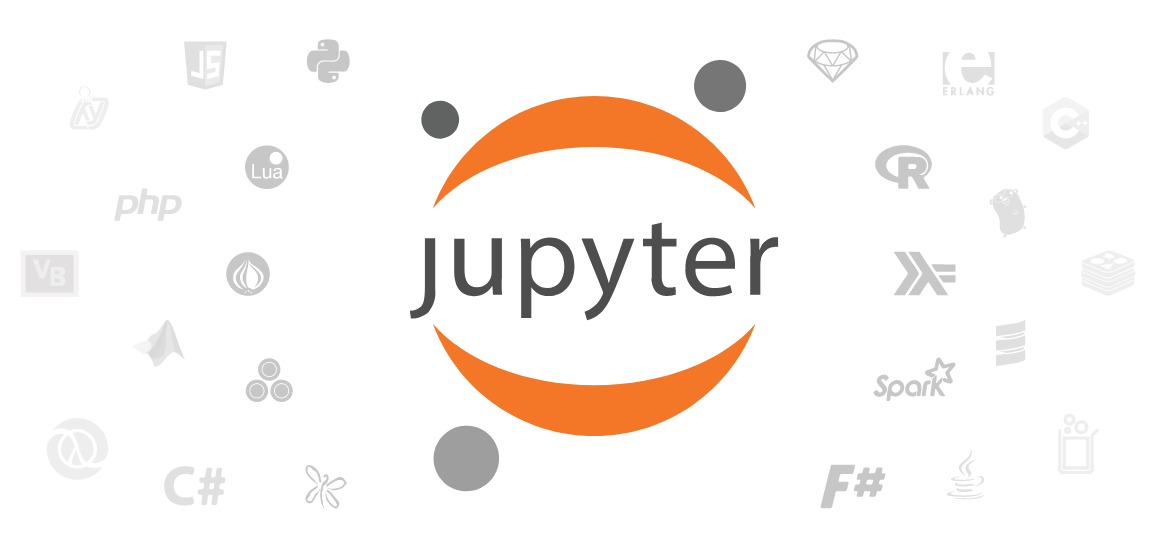 JS
Lua
php
VB
C#
jupyter
e
ERLANG
C++
R
Spark
F#